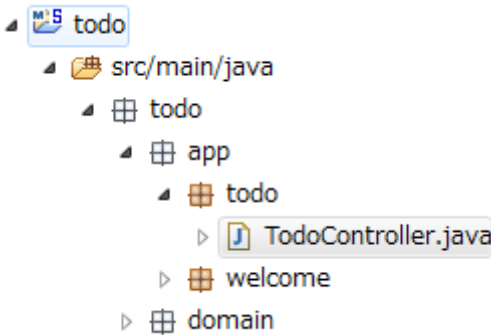 todo
src/main/java
todo
app
todo
TodoController.java
welcome
domain